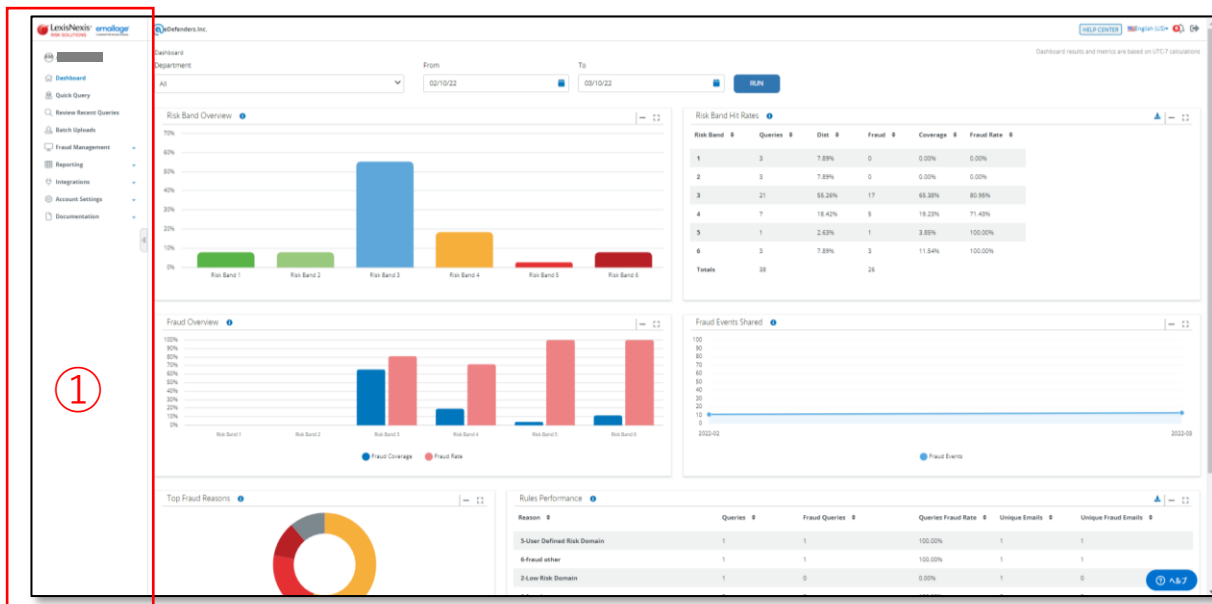 LexisNexis® emailage®
RISK SOLUTIONS
eDefenders.Inc.
HELP CENTER
English (US)
Dashboard
Quick Query
Review Recent Queries
Batch Uploads
Fraud Management
Reporting
Integrations
Account Settings
Documentation
①
Dashboard
Dashboard results and metrics are based on UTC-7 calculations
Department From To
All 02/10/22 03/10/22 RUN
Risk Band Overview
70%
60%
50%
40%
30%
20%
10%
0%
Risk Band 1 Risk Band 2 Risk Band 3 Risk Band 4 Risk Band 5 Risk Band 6
Risk Band Hit Rates
Risk Band Queries Dist Fraud Coverage Fraud Rate
1 3 7.89% 0 0.00% 0.00%
2 3 7.89% 0 0.00% 0.00%
3 21 55.26% 17 65.38% 80.95%
4 7 18.42% 5 19.23% 71.43%
5 1 2.63% 1 3.85% 100.00%
6 3 7.89% 3 11.54% 100.00%
Totals 38 26
Fraud Overview
100%
90%
80%
70%
60%
50%
40%
30%
20%
10%
0%
Risk Band 1 Risk Band 2 Risk Band 3 Risk Band 4 Risk Band 5 Risk Band 6
Fraud Coverage Fraud Rate
Fraud Events Shared
100
90
80
70
60
50
40
30
20
10
0
2022-02 2022-03
Fraud Events
Top Fraud Reasons
Rules Performance
Reason Queries Fraud Queries Queries Fraud Rate Unique Emails Unique Fraud Emails
5-User Defined Risk Domain 1 1 100.00% 1 1
6-fraud other 1 1 100.00% 1 1
2-Low Risk Domain 1 0 0.00% 1 0
ヘルプ